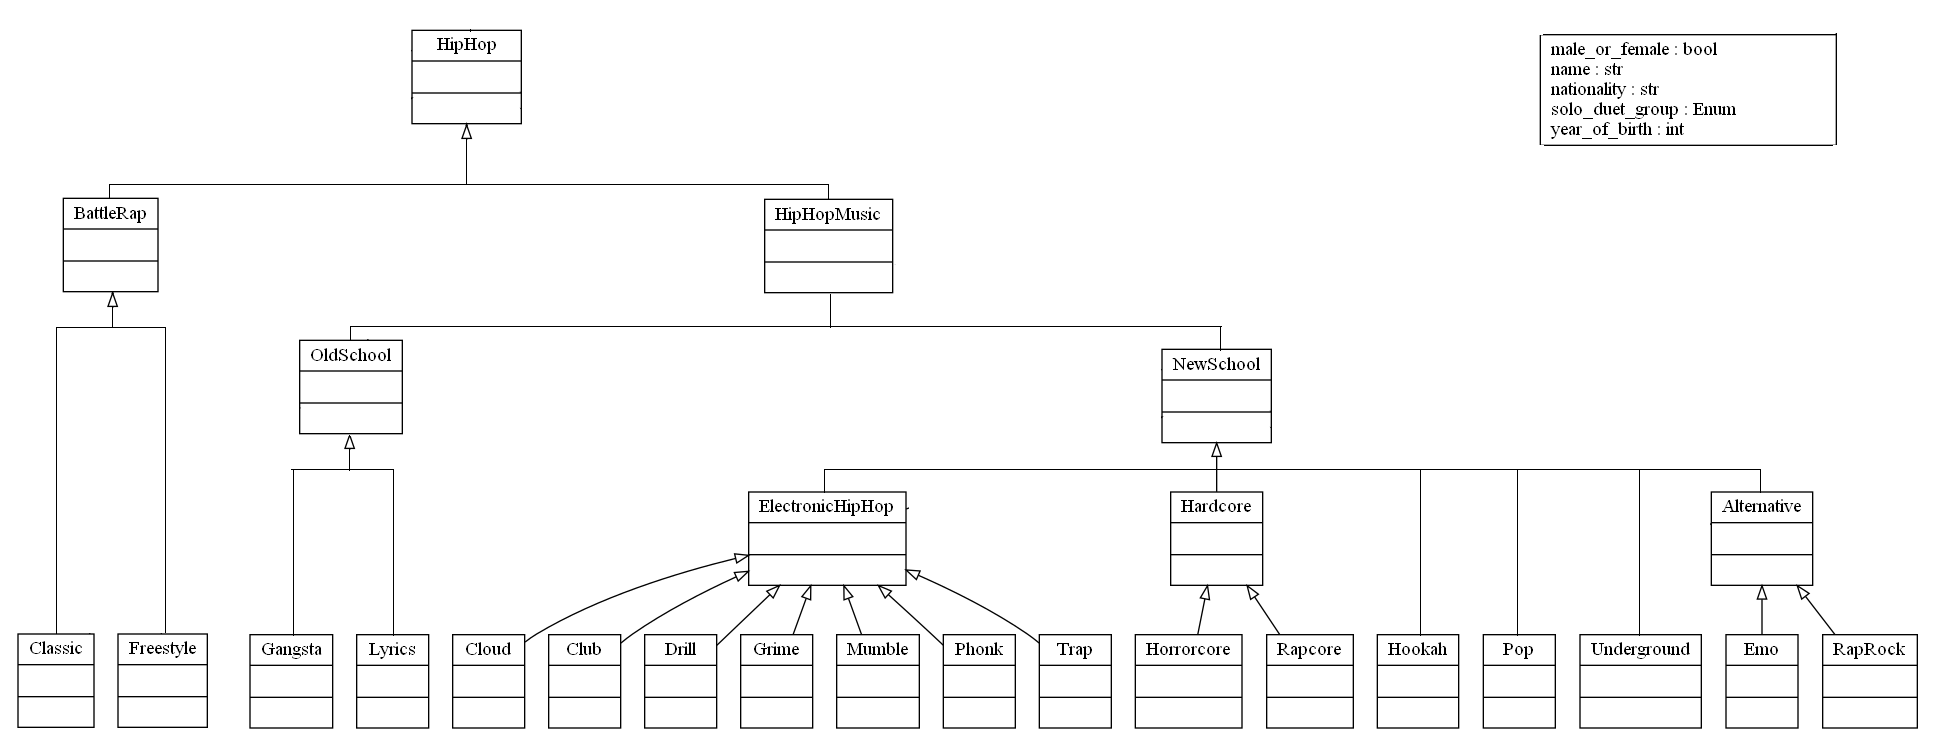 HipHop
male_or_female : bool
name : str
nationality : str
solo_duet_group : Enum
year_of_birth : int
BattleRap
HipHopMusic
OldSchool
NewSchool
ElectronicHipHop
Hardcore
Alternative
Classic
Freestyle
Gangsta
Lyrics
Cloud
Club
Drill
Grime
Mumble
Phonk
Trap
Horrorcore
Rapcore
Hookah
Pop
Underground
Emo
RapRock